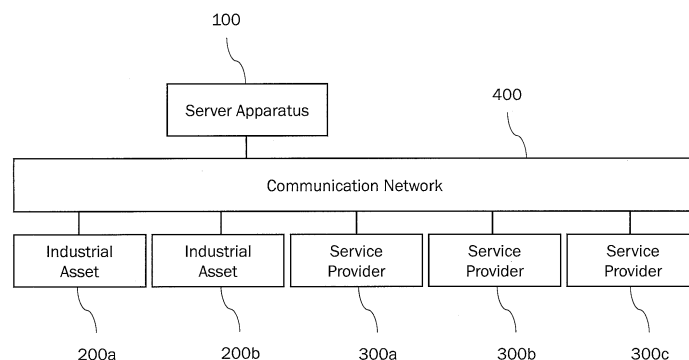 100
Server Apparatus
400
Communication Network
Industrial
Asset
Industrial
Asset
Service
Provider
Service
Provider
Service
Provider
200a
200b
300a
300b
300c